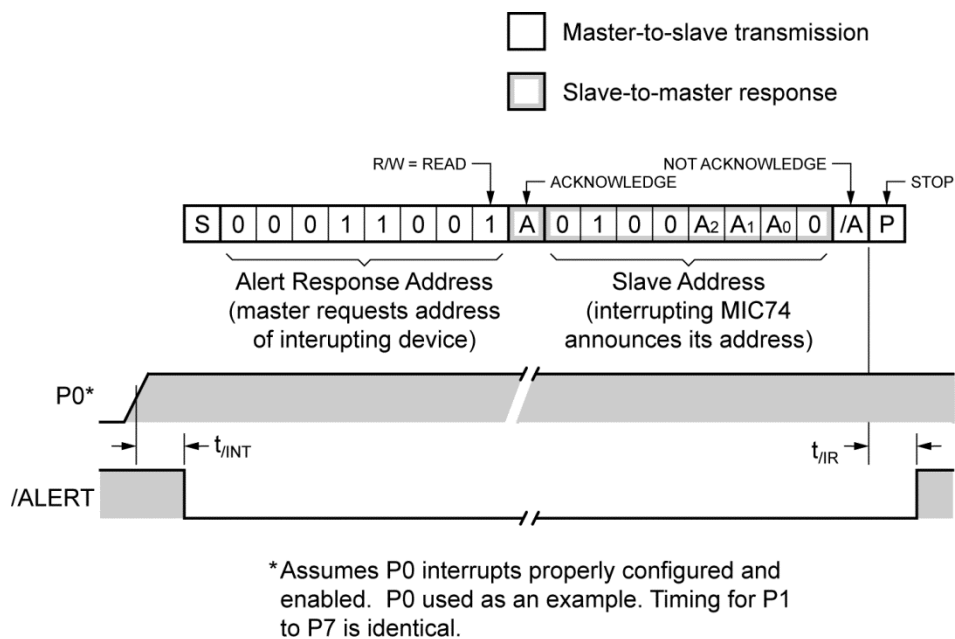 Master-to-slave transmission
Slave-to-master response
R/W = READ
ACKNOWLEDGE
NOT ACKNOWLEDGE
STOP
S 0 0 0 1 1 0 0 1 A 0 1 0 0 A2 A1 A0 0 /A P
Alert Response Address
(master requests address
of interupting device)
Slave Address
(interrupting MIC74
announces its address)
P0*
t/INT
t/IR
/ALERT
*Assumes P0 interrupts properly configured and
enabled. P0 used as an example. Timing for P1
to P7 is identical.